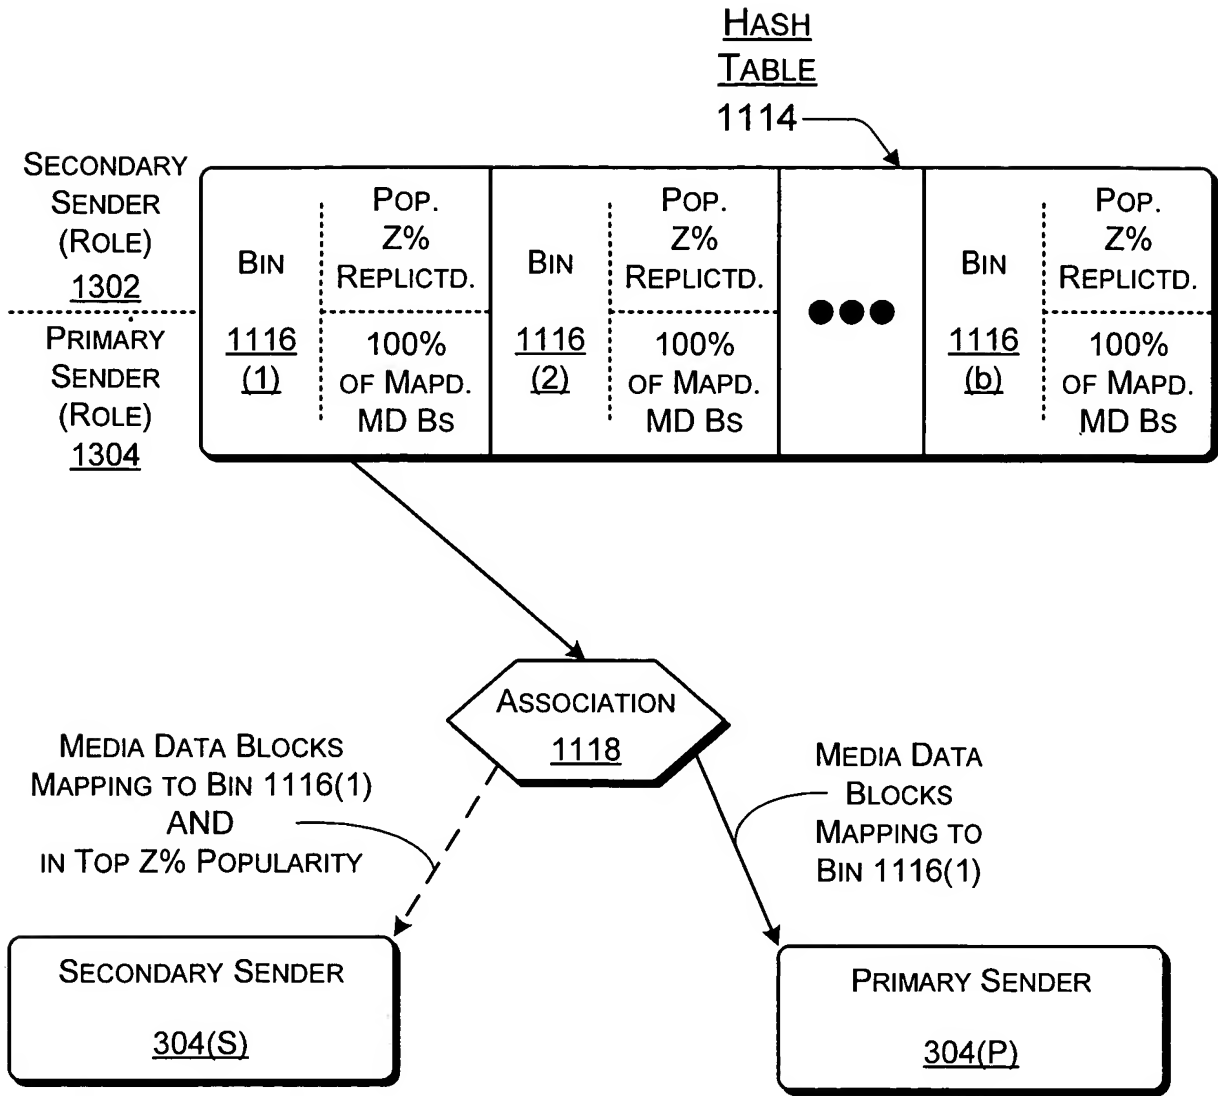 HASH
TABLE
1114
SECONDARY
SENDER
(ROLE)
1302
PRIMARY
SENDER
(ROLE)
1304
BIN
1116
(1)
POP.
Z%
REPLICTD.
100%
OF MAPD.
MD BS
BIN
1116
(2)
POP.
Z%
REPLICTD.
100%
OF MAPD.
MD BS
BIN
1116
(b)
POP.
Z%
REPLICTD.
100%
OF MAPD.
MD BS
ASSOCIATION
1118
MEDIA DATA BLOCKS
MAPPING TO BIN 1116(1)
AND
IN TOP Z% POPULARITY
MEDIA DATA
BLOCKS
MAPPING TO
BIN 1116(1)
SECONDARY SENDER
304(S)
PRIMARY SENDER
304(P)